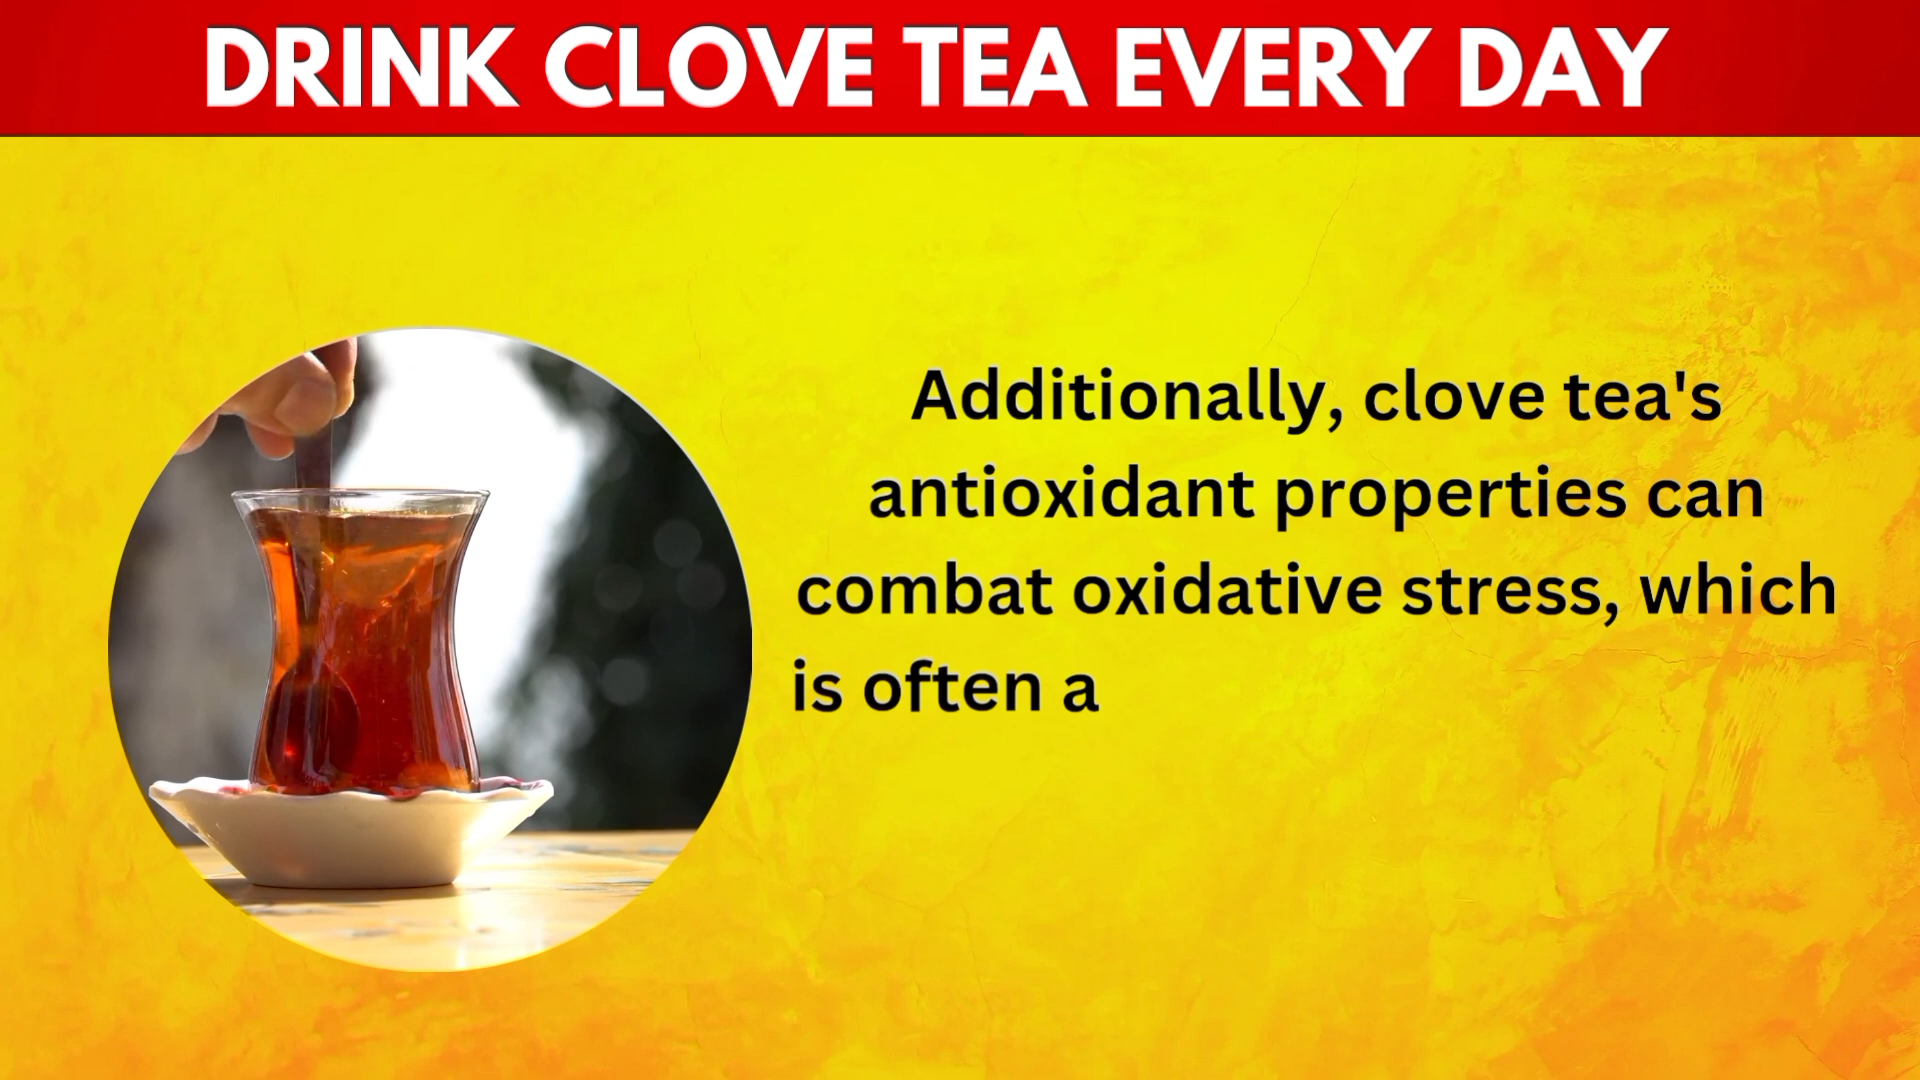 DRINK CLOVE TEA EVERY DAY
Additionally, clove tea's
antioxidant properties can
combat oxidative stress, which
is often a